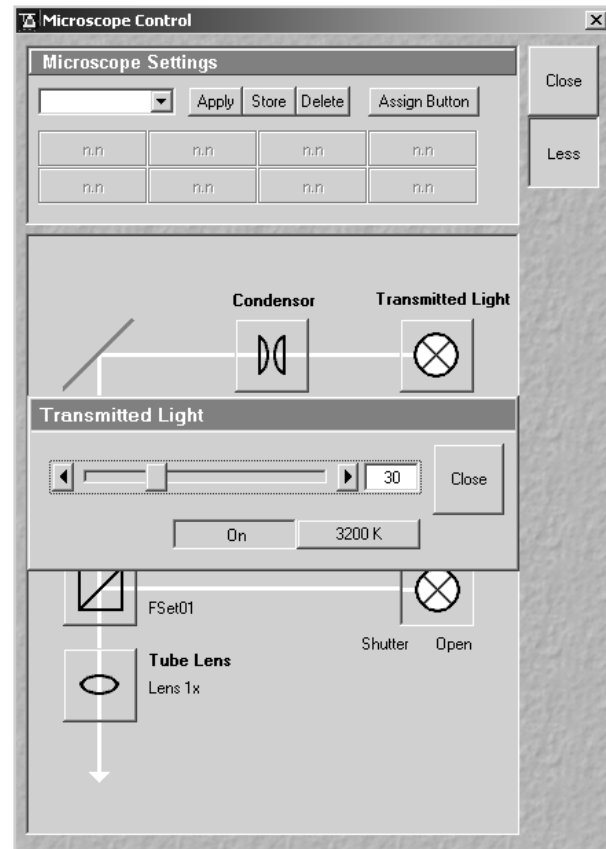 Microscope Control
Microscope Settings
Close
Apply Store Delete Assign Button
n.n n.n n.n n.n
Less
n.n n.n n.n n.n
Condensor Transmitted Light
Transmitted Light
30 Close
On 3200 K
FSet01
Shutter Open
Tube Lens
Lens 1x